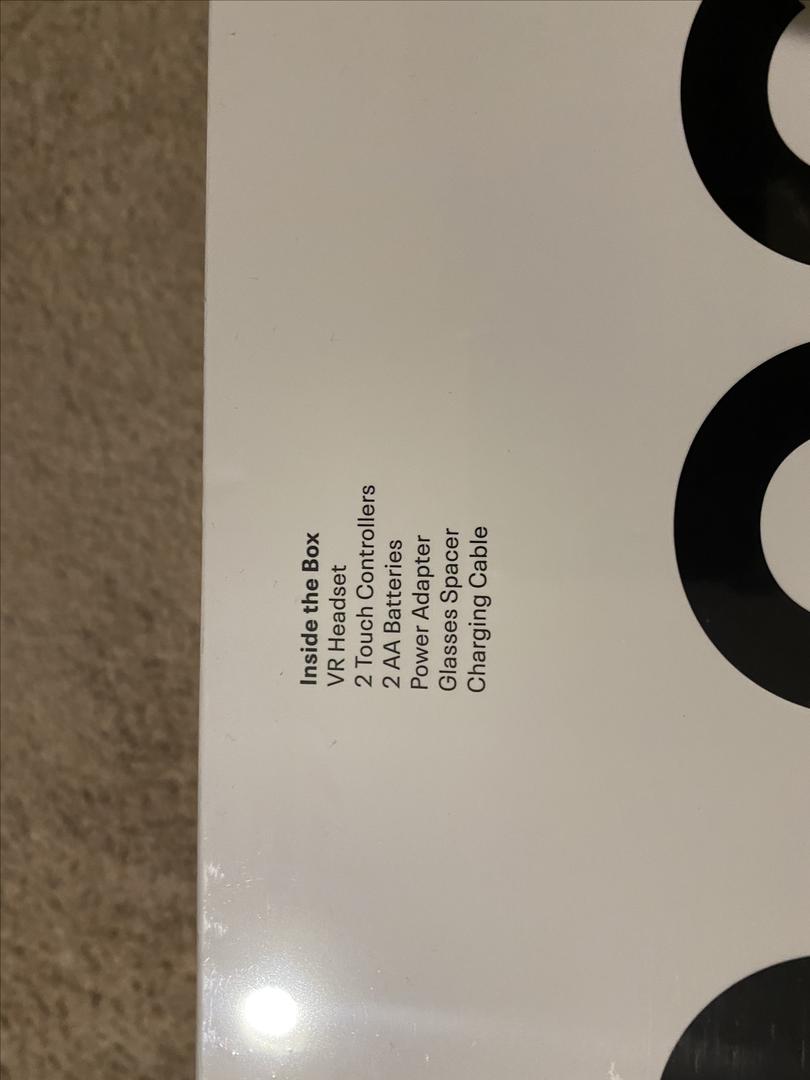 Inside the Box
VR Headset
2 Touch Controllers
2 AA Batteries
Power Adapter
Glasses Spacer
Charging Cable